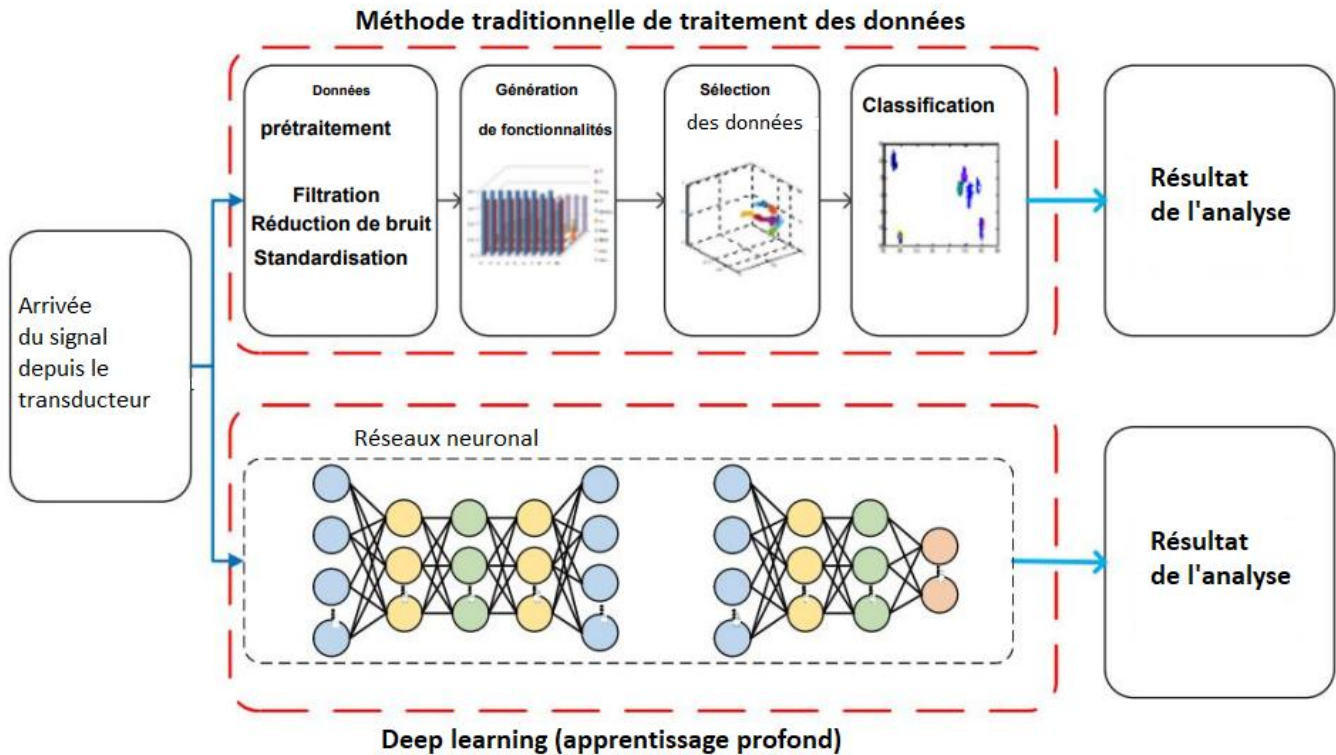 Méthode traditionnelle de traitement des données
Arrivée
du signal
depuis le
transducteur
Données
prétraitement
Filtration
Réduction de bruit
Standardisation
Génération
de fonctionnalités
Sélection
des données
Classification
Résultat
de l'analyse
Réseaux neuronal
Résultat
de l'analyse
Deep learning (apprentissage profond)